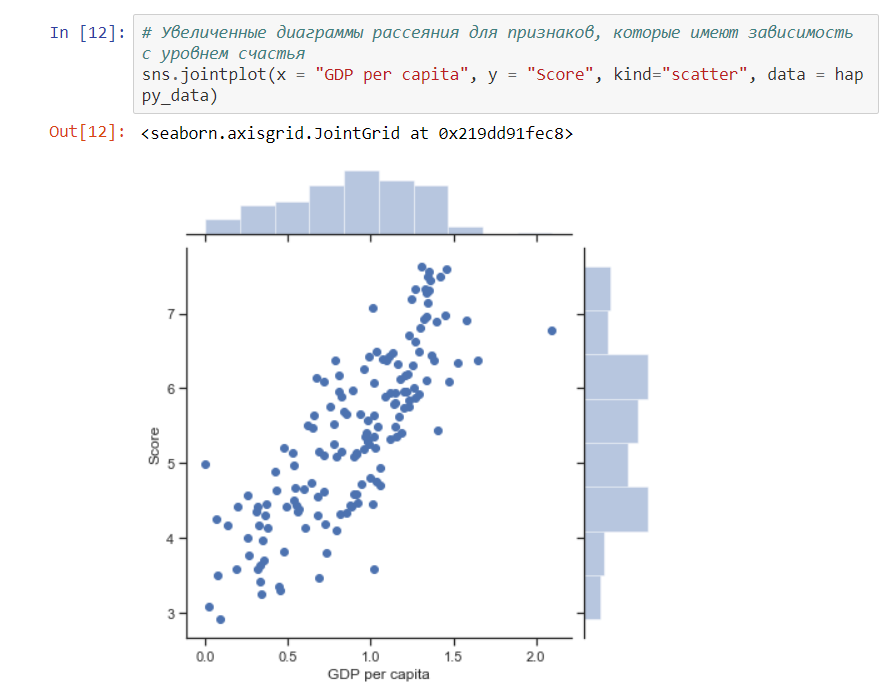 In [12]: # Увеличенные диаграммы рассеяния для признаков, которые имеют зависимость
с уровнем счастья
sns.jointplot(x = "GDP per capita", y = "Score", kind="scatter", data = hap
py_data)
Out[12]: <seaborn.axisgrid.JointGrid at 0x219dd91fec8>
7
6
Score
5
4
3
0.0 0.5 1.0 1.5 2.0
GDP per capita